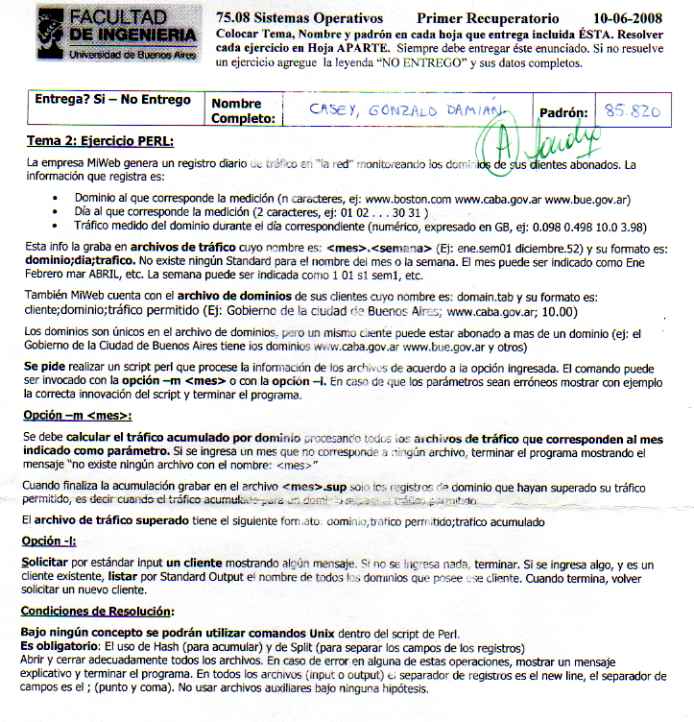 FACULTAD
DE INGENIERIA
Universidad de Buenos Aires
75.08 Sistemas Operativos Primer Recuperatorio 10-06-2008
Colocar Tema, Nombre y padrón en cada hoja que entrega incluida ÉSTA. Resolver
cada ejercicio en Hoja APARTE. Siempre debe entregar éste enunciado. Si no resuelve
un ejercicio agregue la leyenda "NO ENTREGO" y sus datos completos.
Entrega? Si – No Entrego
Nombre
Completo:
CASEY, GONZALO DAMIAN.
Padrón:
85.820
Tema 2: Ejercicio PERL:
La empresa MiWeb genera un registro diario de tráfico en "la red" monitoreando los dominios de sus clientes abonados. La
información que registra es:
• Dominio al que corresponde la medición (n caracteres, ej: www.boston.com www.caba.gov.ar www.bue.gov.ar)
• Día al que corresponde la medición (2 caracteres, ej: 01 02 . . . 30 31 )
• Tráfico medido del dominio durante el día correspondiente (numérico, expresado en GB, ej: 0.098 0.498 10.0 3.98)
Esta info la graba en archivos de tráfico cuyo nombre es: <mes>.<semana> (Ej: ene.sem01 diciembre.52) y su formato es:
dominio;dia;trafico. No existe ningún Standard para el nombre del mes o la semana. El mes puede ser indicado como Ene
Febrero mar ABRIL, etc. La semana puede ser indicada como 1 01 s1 sem1, etc.
También MiWeb cuenta con el archivo de dominios de sus clientes cuyo nombre es: domain.tab y su formato es:
cliente;dominio;tráfico permitido (Ej: Gobierno de la ciudad de Buenos Aires; www.caba.gov.ar; 10.00)
Los dominios son únicos en el archivo de dominios, pero un mismo cliente puede estar abonado a mas de un dominio (ej: el
Gobierno de la Ciudad de Buenos Aires tiene los dominios www.caba.gov.ar www.bue.gov.ar y otros)
Se pide realizar un script perl que procese la información de los archivos de acuerdo a la opción ingresada. El comando puede
ser invocado con la opción –m <mes> o con la opción –l. En caso de que los parámetros sean erróneos mostrar con ejemplo
la correcta innovación del script y terminar el programa.
Opción –m <mes>:
Se debe calcular el tráfico acumulado por dominio procesando todos los archivos de tráfico que corresponden al mes
indicado como parámetro. Si se ingresa un mes que no corresponde a ningún archivo, terminar el programa mostrando el
mensaje "no existe ningún archivo con el nombre: <mes>"
Cuando finaliza la acumulación grabar en el archivo <mes>.sup solo los registros de dominio que hayan superado su tráfico
permitido, es decir cuando el tráfico acumulado para un dominio supere el tráfico permitido
El archivo de tráfico superado tiene el siguiente formato: dominio;trafico permitido;trafico acumulado
Opción -l:
Solicitar por estándar input un cliente mostrando algún mensaje. Si no se ingresa nada, terminar. Si se ingresa algo, y es un
cliente existente, listar por Standard Output el nombre de todos los dominios que posee ese cliente. Cuando termina, volver
solicitar un nuevo cliente.
Condiciones de Resolución:
Bajo ningún concepto se podrán utilizar comandos Unix dentro del script de Perl.
Es obligatorio: El uso de Hash (para acumular) y de Split (para separar los campos de los registros)
Abrir y cerrar adecuadamente todos los archivos. En caso de error en alguna de estas operaciones, mostrar un mensaje
explicativo y terminar el programa. En todos los archivos (input o output) el separador de registros es el new line, el separador de
campos es el ; (punto y coma). No usar archivos auxiliares bajo ninguna hipótesis.